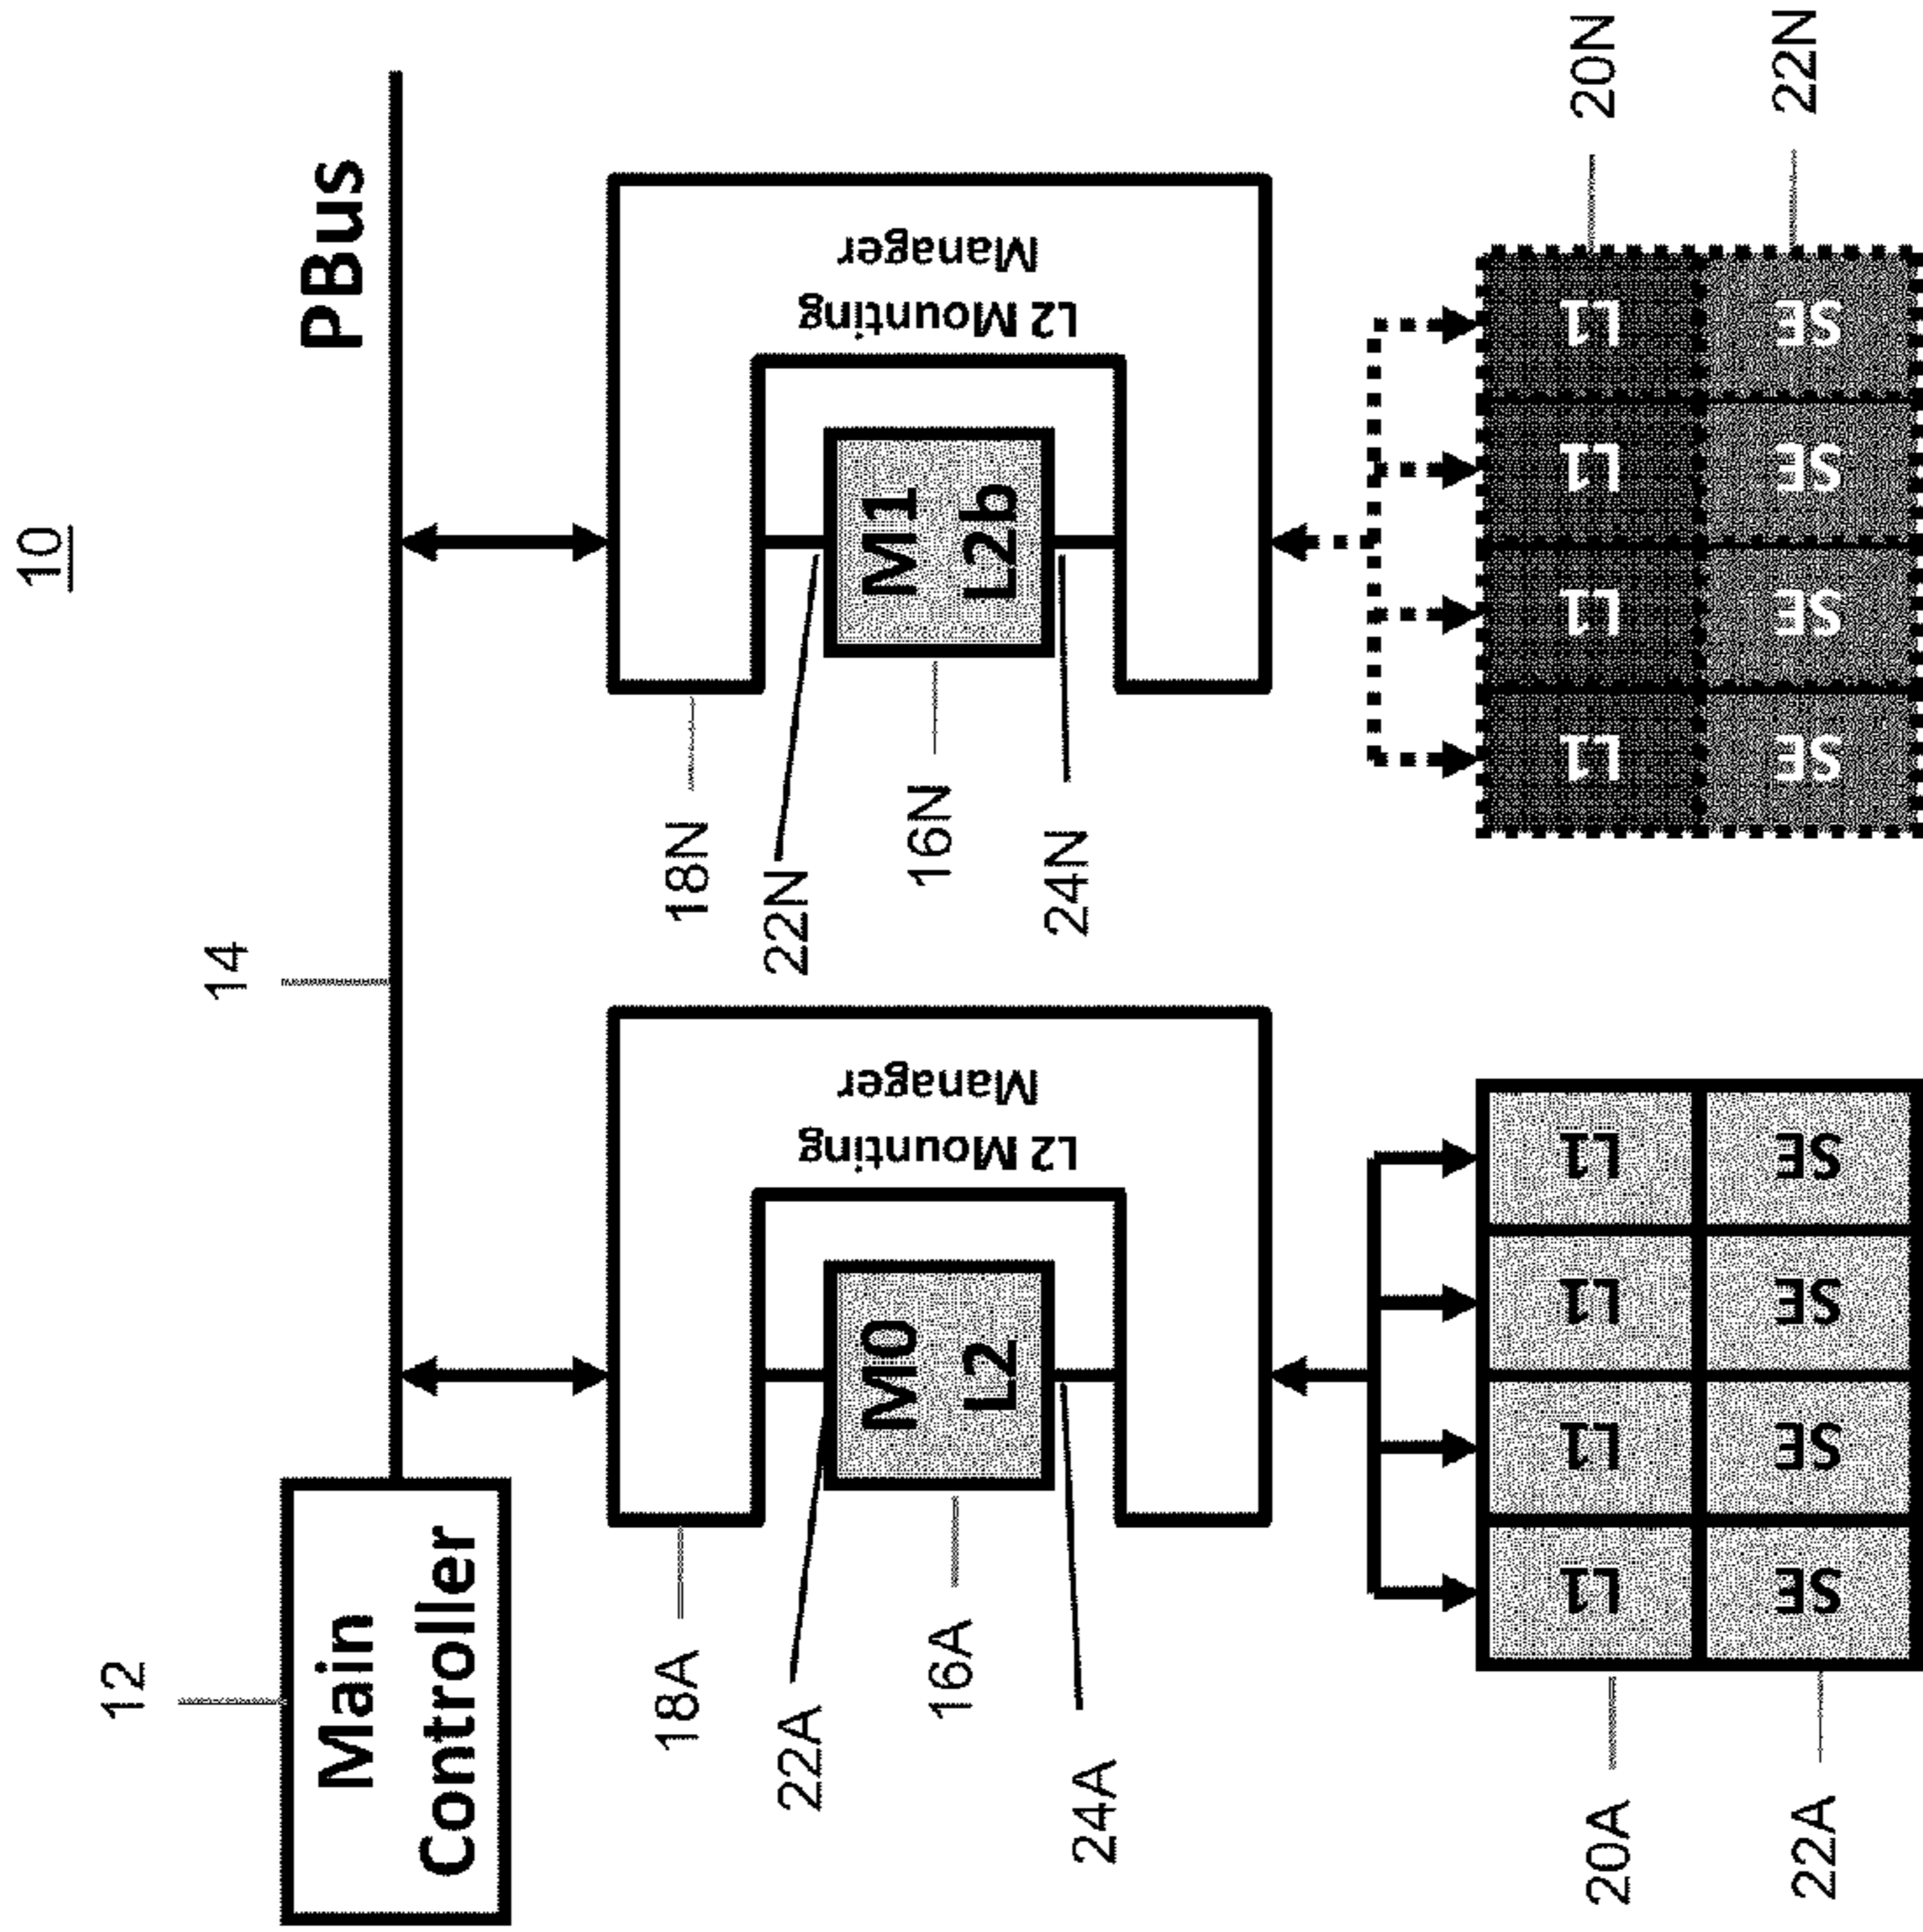 10
12
Main
Controller
14
PBus
18A
22A
16A
24A
M0
L2
L2 Mounting
Manager
18N
22N
16N
24N
M1
L2b
L2 Mounting
Manager
20A
L1 L1 L1 L1
22A
SE SE SE SE
20N
L1 L1 L1 L1
22N
SE SE SE SE